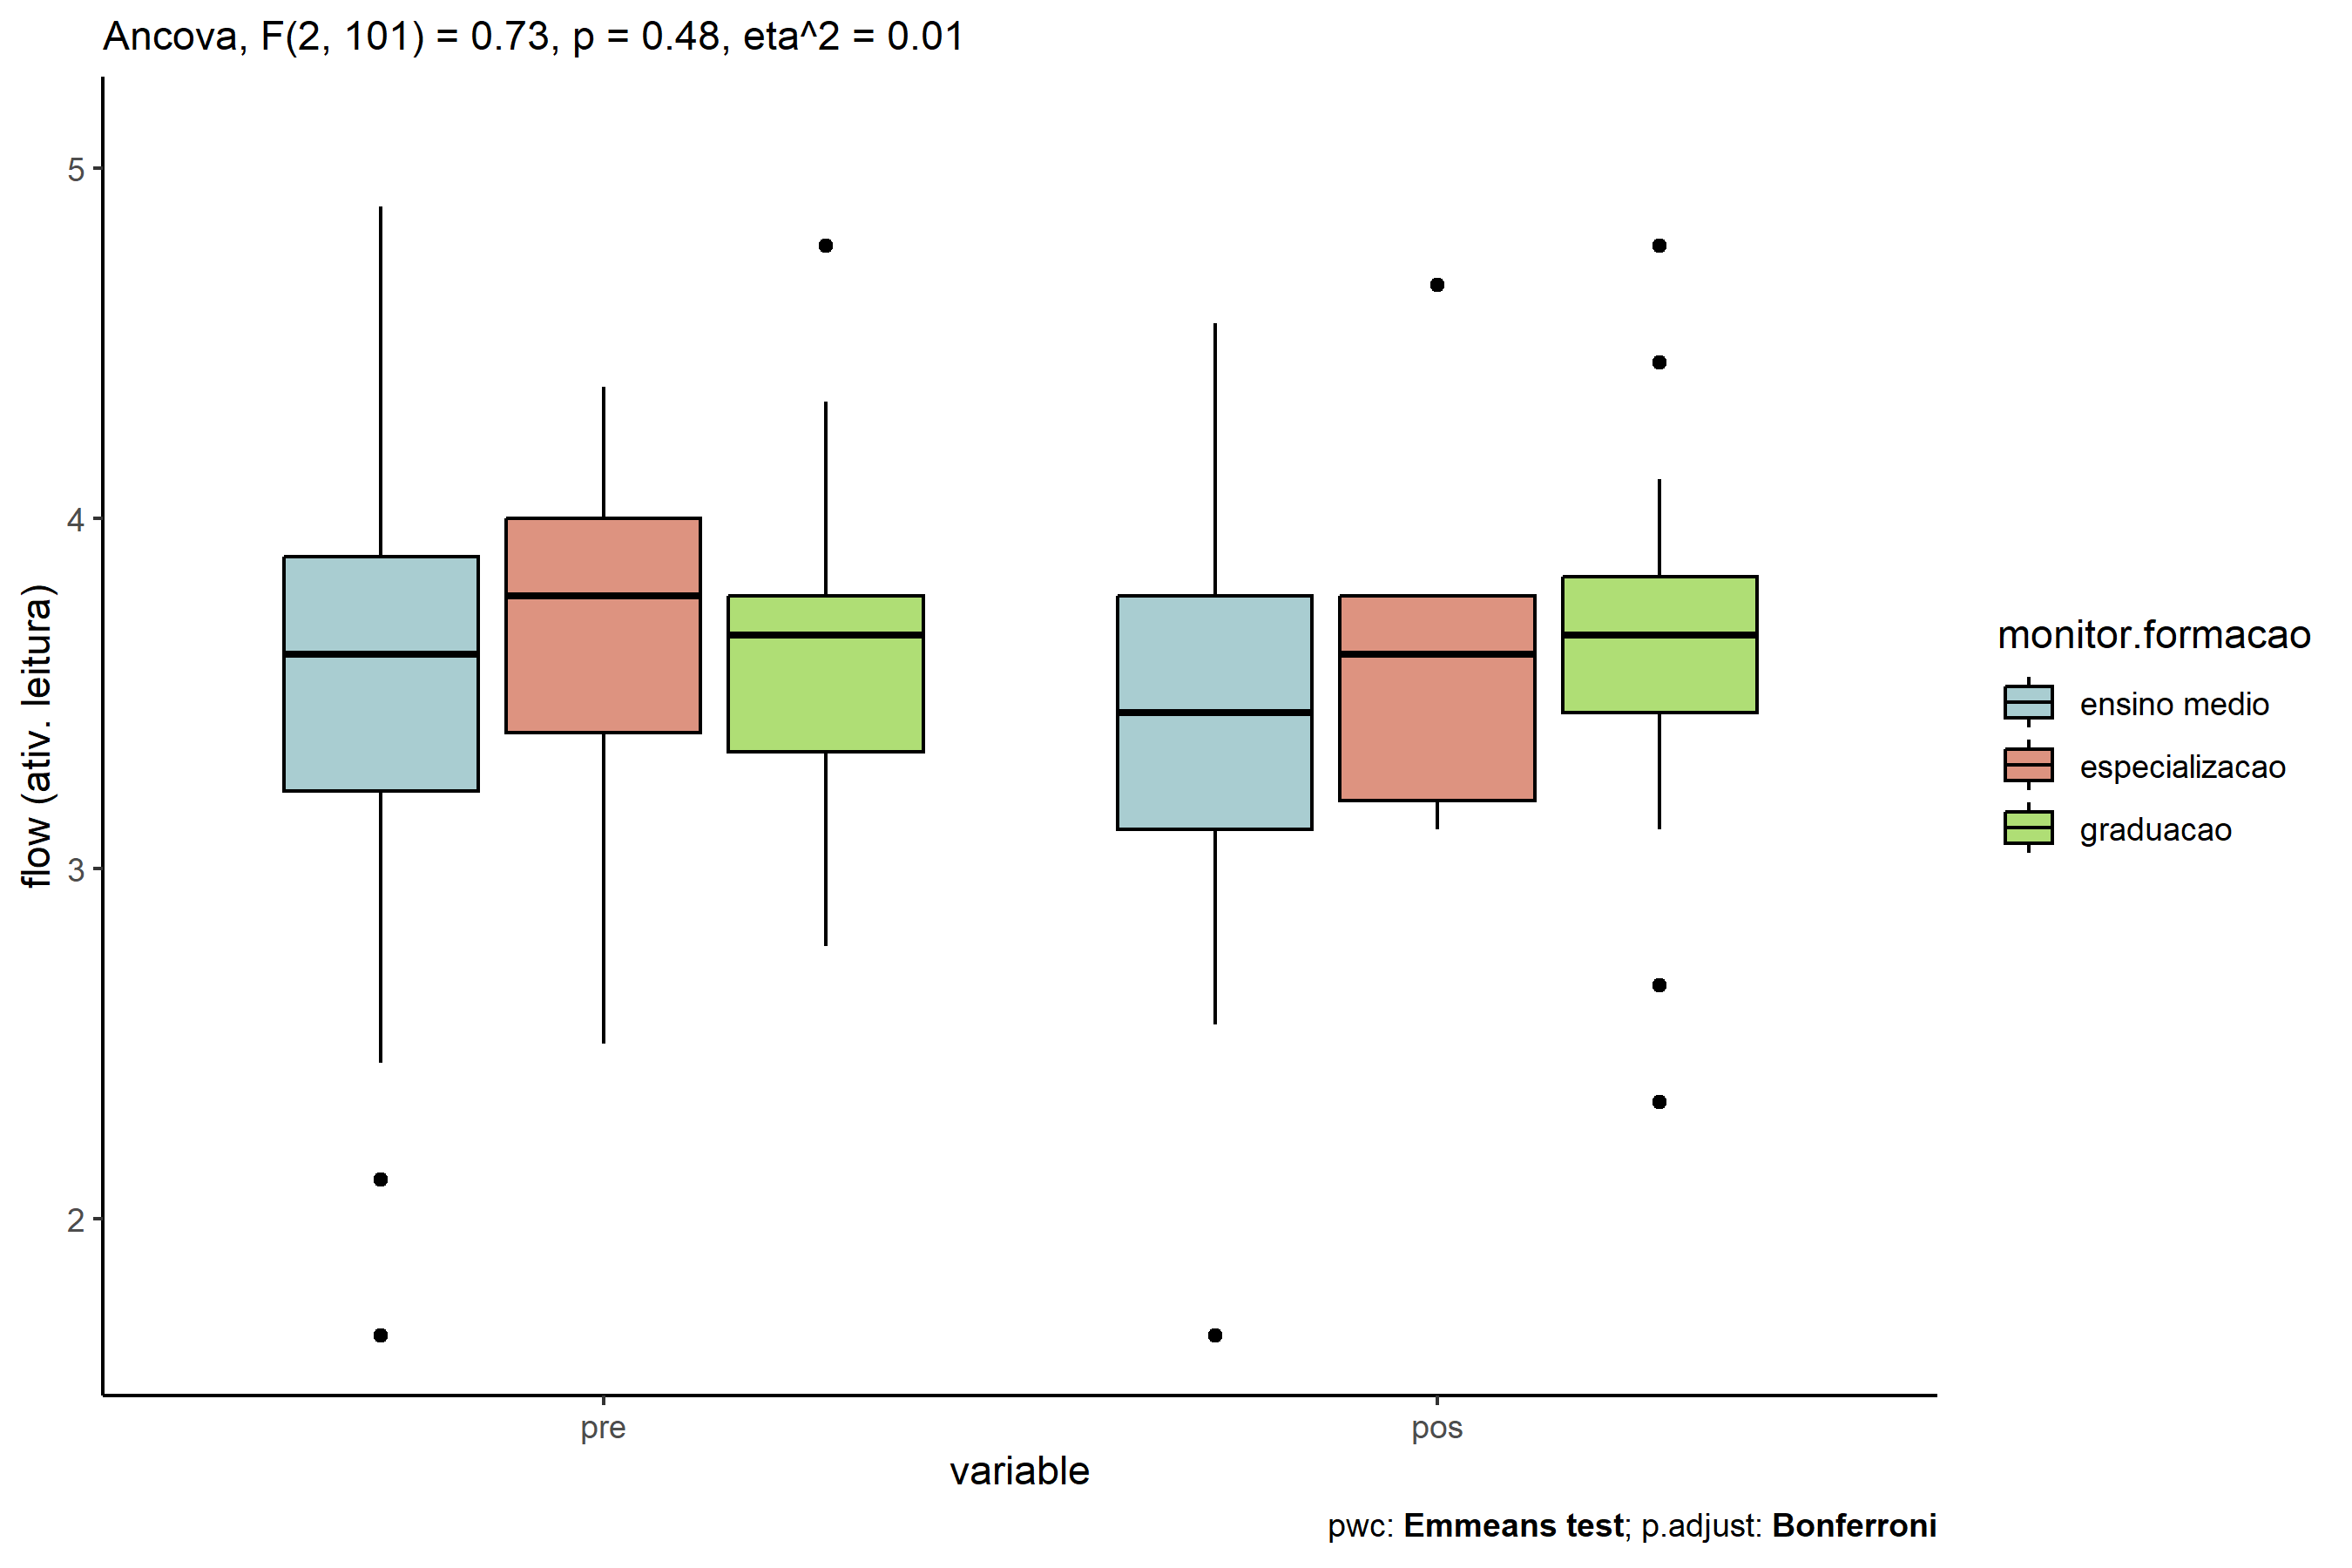 Ancova, F(2, 101) = 0.73, p = 0.48, eta^2 = 0.01
flow (ativ. leitura)
5
4
3
2
pre
pos
variable
monitor.formacao
ensino medio
especializacao
graduacao
pwc: Emmeans test; p.adjust: Bonferroni